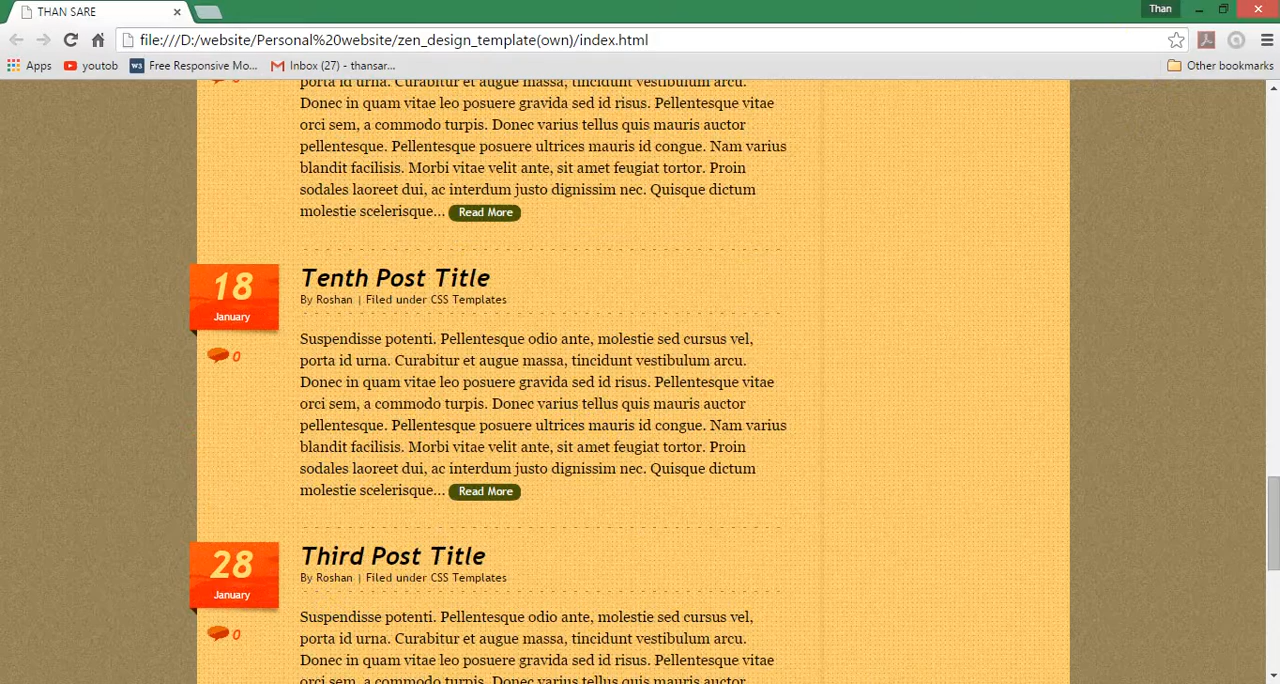 THAN SARE
Than
file:///D:/website/Personal%20website/zen_design_template(own)/index.html
Apps youtob Free Responsive Mo... Inbox (27) - thansar... Other bookmarks
porta id urna. Curabitur et augue massa, tincidunt vestibulum arcu.
Donec in quam vitae leo posuere gravida sed id risus. Pellentesque vitae
orci sem, a commodo turpis. Donec varius tellus quis mauris auctor
pellentesque. Pellentesque posuere ultrices mauris id congue. Nam varius
blandit facilisis. Morbi vitae velit ante, sit amet feugiat tortor. Proin
sodales laoreet dui, ac interdum justo dignissim nec. Quisque dictum
molestie scelerisque... Read More
18
January
0
Tenth Post Title
By Roshan | Filed under CSS Templates
Suspendisse potenti. Pellentesque odio ante, molestie sed cursus vel,
porta id urna. Curabitur et augue massa, tincidunt vestibulum arcu.
Donec in quam vitae leo posuere gravida sed id risus. Pellentesque vitae
orci sem, a commodo turpis. Donec varius tellus quis mauris auctor
pellentesque. Pellentesque posuere ultrices mauris id congue. Nam varius
blandit facilisis. Morbi vitae velit ante, sit amet feugiat tortor. Proin
sodales laoreet dui, ac interdum justo dignissim nec. Quisque dictum
molestie scelerisque... Read More
28
January
0
Third Post Title
By Roshan | Filed under CSS Templates
Suspendisse potenti. Pellentesque odio ante, molestie sed cursus vel,
porta id urna. Curabitur et augue massa, tincidunt vestibulum arcu.
Donec in quam vitae leo posuere gravida sed id risus. Pellentesque vitae
orci sem, a commodo turpis. Donec varius tellus quis mauris auctor